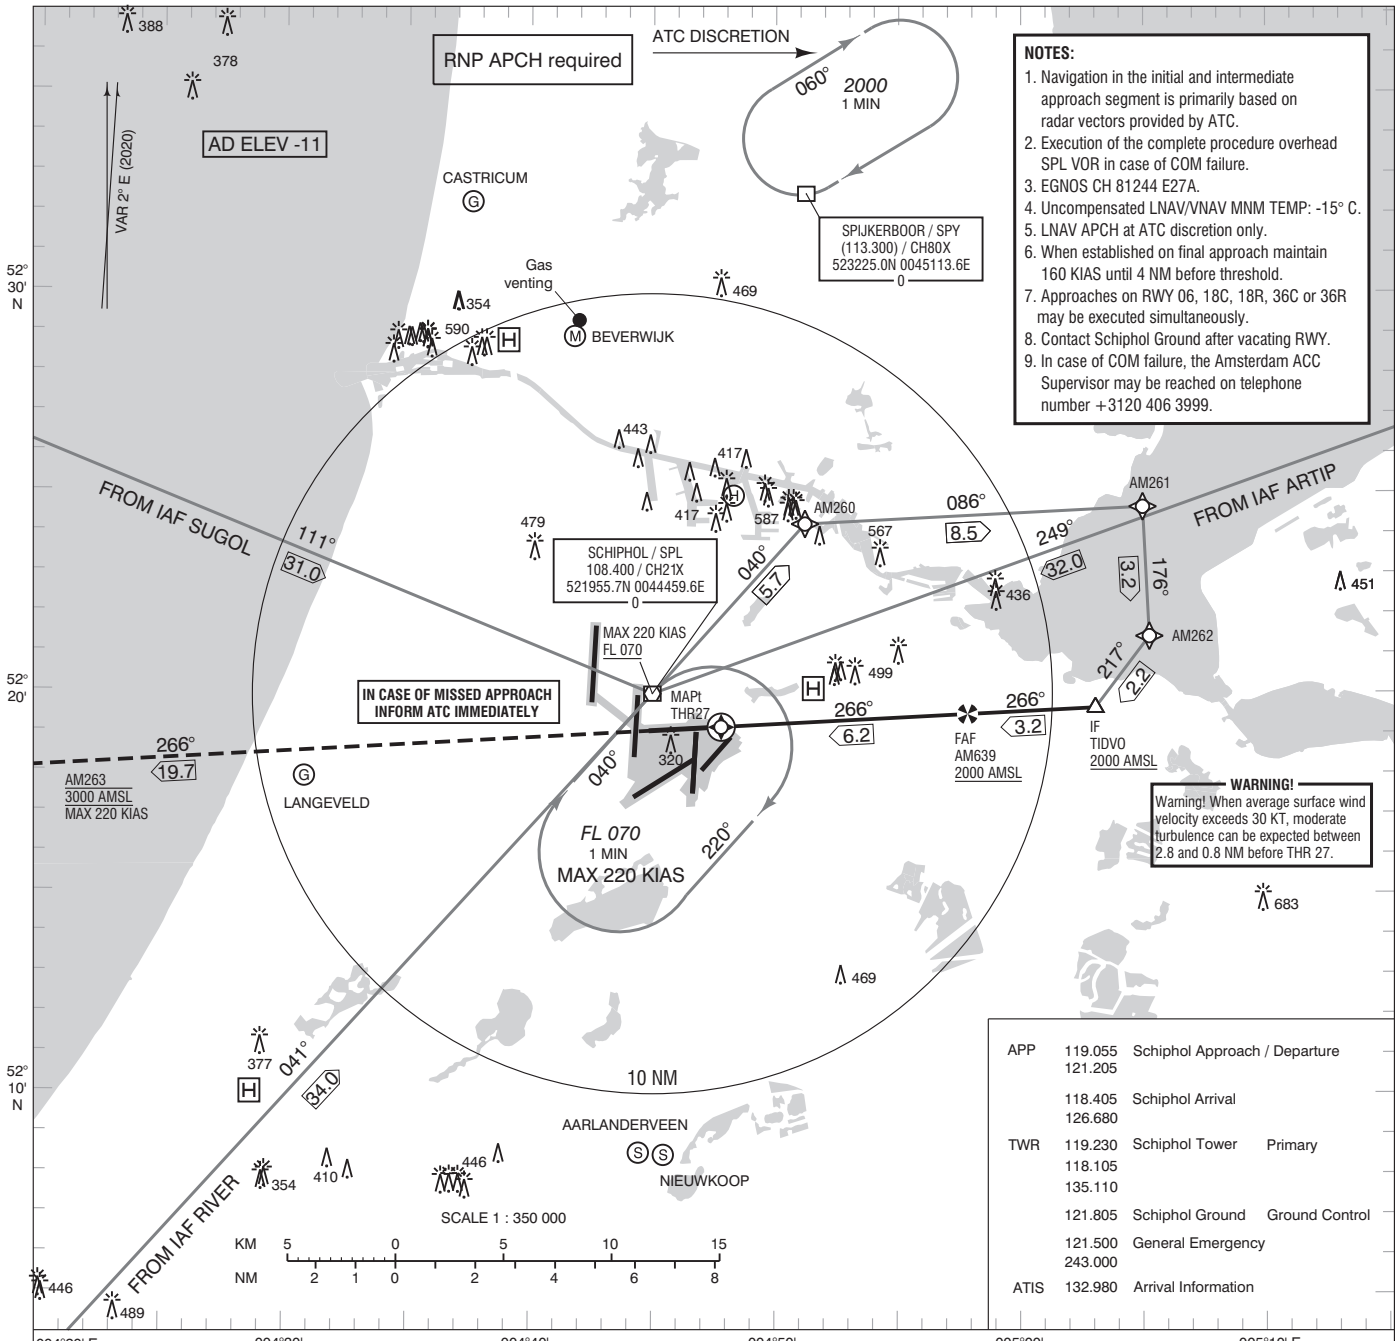 388
378
RNP APCH required
ATC DISCRETION
060°
2000
1 MIN
NOTES:
1. Navigation in the initial and intermediate
approach segment is primarily based on
radar vectors provided by ATC.
2. Execution of the complete procedure overhead
SPL VOR in case of COM failure.
3. EGNOS CH 81244 E27A.
4. Uncompensated LNAV/VNAV MNM TEMP: -15° C.
5. LNAV APCH at ATC discretion only.
6. When established on final approach maintain
160 KIAS until 4 NM before threshold.
7. Approaches on RWY 06, 18C, 18R, 36C or 36R
may be executed simultaneously.
8. Contact Schiphol Ground after vacating RWY.
9. In case of COM failure, the Amsterdam ACC
Supervisor may be reached on telephone
number +3120 406 3999.
VAR 2° E (2020)
AD ELEV -11
CASTRICUM
G
SPIJKERBOOR / SPY
(113.300) / CH80X
523225.0N 0045113.6E
0
52°
30'
N
Gas
venting
354
469
590
H
M
BEVERWIJK
443
417
H
417
587
AM260
567
086°
8.5
AM261
FROM IAF ARTIP
249°
32.0
FROM IAF SUGOL
111°
31.0
479
SCHIPHOL / SPL
108.400 / CH21X
521955.7N 0044459.6E
0
040°
5.7
436
3.2
176°
451
AM262
MAX 220 KIAS
FL 070
499
H
217°
2.2
52°
20'
N
IN CASE OF MISSED APPROACH
INFORM ATC IMMEDIATELY
MAPt
THR27
266°
6.2
266°
3.2
FAF
AM639
2000 AMSL
IF
TIDVO
2000 AMSL
266°
19.7
AM263
3000 AMSL
MAX 220 KIAS
G
LANGEVELD
320
040°
WARNING!
Warning! When average surface wind
velocity exceeds 30 KT, moderate
turbulence can be expected between
2.8 and 0.8 NM before THR 27.
FL 070
1 MIN
MAX 220 KIAS
220°
683
469
377
H
041°
34.0
52°
10'
N
10 NM
AARLANDERVEEN
S
S
NIEUWKOOP
354
410
446
FROM IAF RIVER
446
489
SCALE 1 : 350 000
KM 5 0 5 10 15
NM 2 1 0 2 4 6 8
APP 119.055 Schiphol Approach / Departure
121.205
118.405 Schiphol Arrival
126.680
TWR 119.230 Schiphol Tower Primary
118.105
135.110
121.805 Schiphol Ground Ground Control
121.500 General Emergency
243.000
ATIS 132.980 Arrival Information